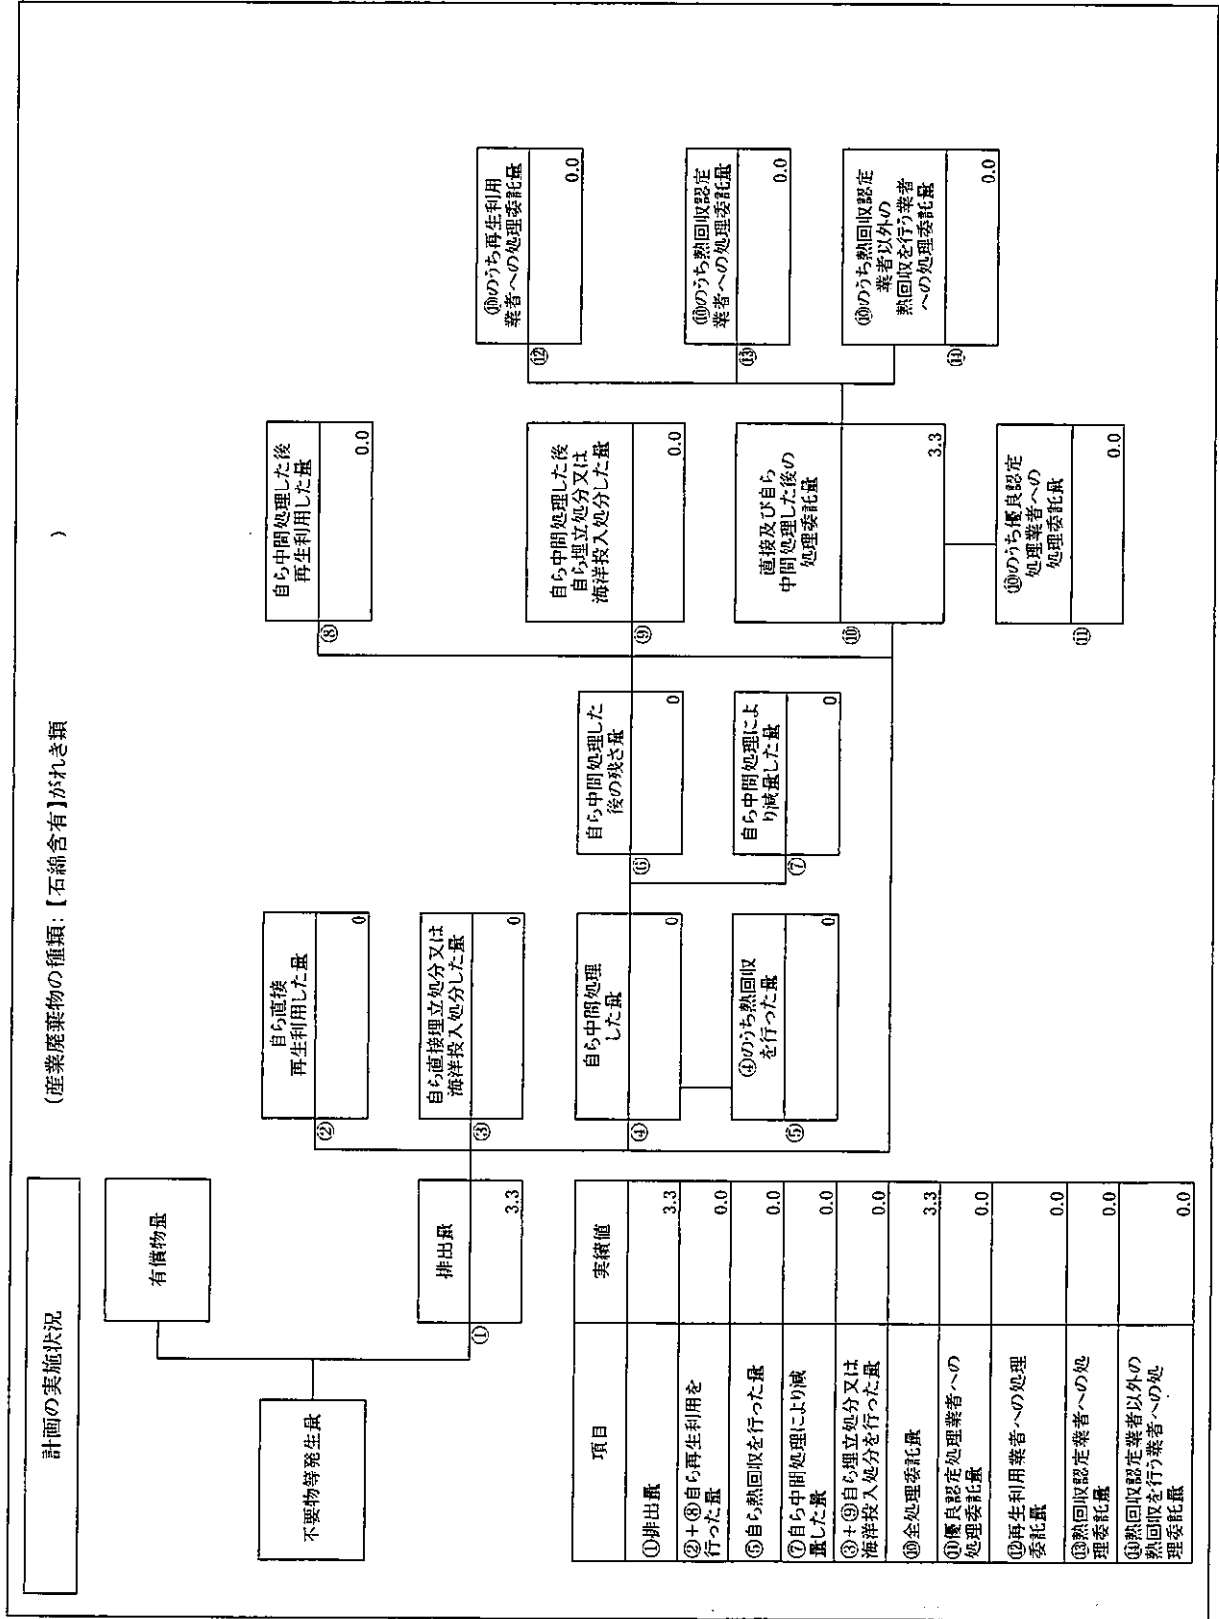 計画の実施状況
(産業廃棄物の種類:【石綿含有】がれき類
)
不要物等発生量
有償物量
①
排出量
3.3
②
自ら直接
再生利用した量
0
③
自ら直接埋立処分又は
海洋投入処分した量
0
④
自ら中間処理
した量
0
⑤
④のうち熱回収
を行った量
0
⑥
自ら中間処理した
後の残さ量
0
⑦
自ら中間処理によ
り減量した量
0
⑧
自ら中間処理した後
再生利用した量
0.0
⑨
自ら中間処理した後
自ら埋立処分又は
海洋投入処分した量
0.0
⑩
直接及び自ら
中間処理した後の
処理委託量
3.3
⑪
⑩のうち優良認定
処理業者への
処理委託量
0.0
⑫
⑩のうち再生利用
業者への処理委託量
0.0
⑬
⑩のうち熱回収認定
業者への処理委託量
0.0
⑭
⑩のうち熱回収認定
業者以外の
熱回収を行う業者
への処理委託量
0.0
項目 実績値
①排出量 3.3
②+⑧自ら再生利用を
行った量 0.0
⑤自ら熱回収を行った量 0.0
⑦自ら中間処理により減
量した量 0.0
③+⑨自ら埋立処分又は
海洋投入処分を行った量 0.0
⑩全処理委託量 3.3
⑪優良認定処理業者への
処理委託量 0.0
⑫再生利用業者への処理
委託量 0.0
⑬熱回収認定業者への処
理委託量 0.0
⑭熱回収認定業者以外の
熱回収を行う業者への処
理委託量 0.0